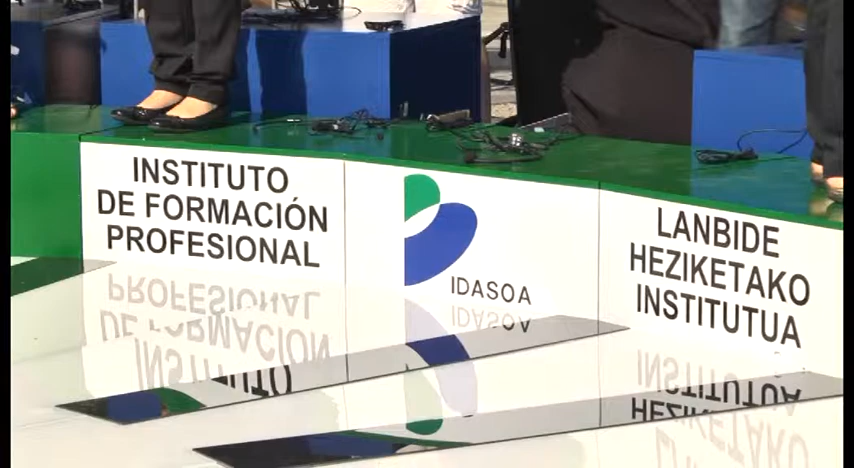 INSTITUTO
DE FORMACIÓN
PROFESIONAL
IDASOA
LANBIDE
HEZIKETAKO
INSTITUTUA